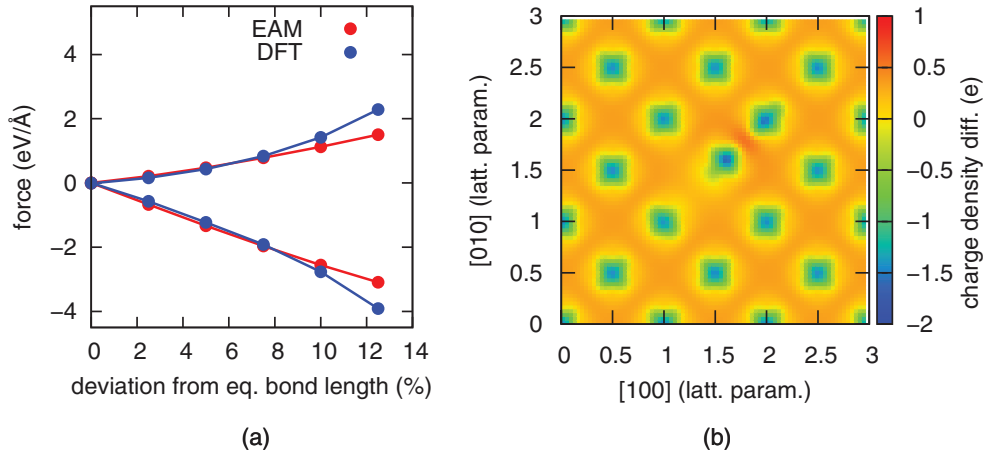 EAM
DFT
4
2
0
−2
−4
force (eV/Å)
0 2 4 6 8 10 12 14
deviation from eq. bond length (%)
(a)
3
2.5
2
1.5
1
0.5
0
[010] (latt. param.)
0 0.5 1 1.5 2 2.5 3
[100] (latt. param.)
1
0.5
0
−0.5
−1
−1.5
−2
charge density diff. (e)
(b)